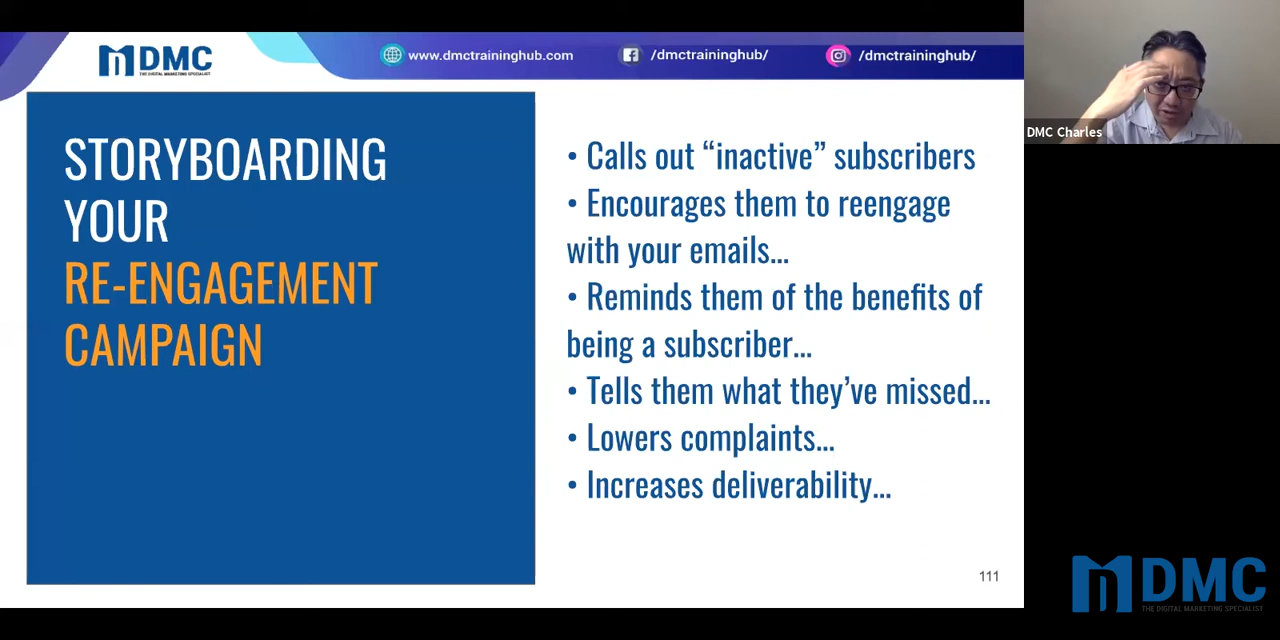 DMC
THE DIGITAL MARKETING SPECIALIST
www.dmctraininghub.com
/dmctraininghub/
/dmctraininghub/
DMC Charles
STORYBOARDING
YOUR
RE-ENGAGEMENT
CAMPAIGN
• Calls out “inactive” subscribers
• Encourages them to reengage
with your emails...
• Reminds them of the benefits of
being a subscriber...
• Tells them what they’ve missed...
• Lowers complaints...
• Increases deliverability...
111
DMC
THE DIGITAL MARKETING SPECIALIST